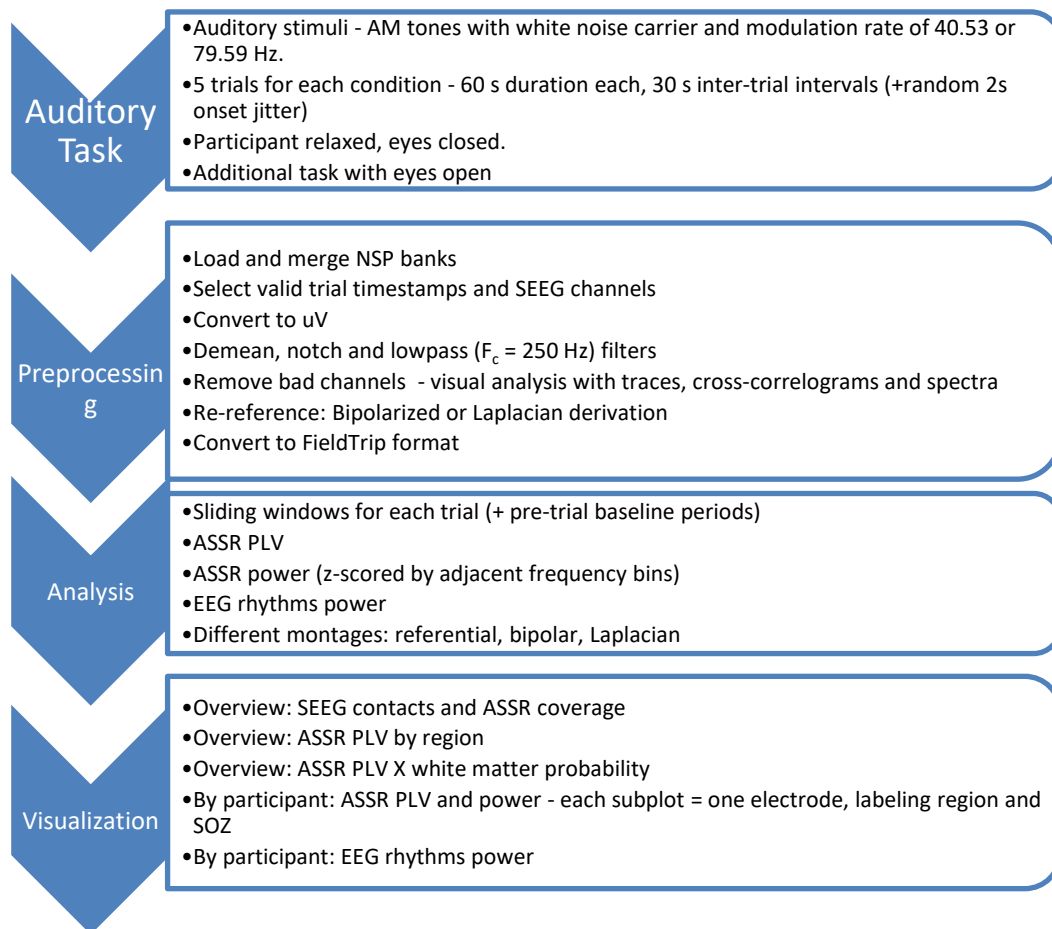 Auditory
Task
•Auditory stimuli - AM tones with white noise carrier and modulation rate of 40.53 or
79.59 Hz.
•5 trials for each condition - 60 s duration each, 30 s inter-trial intervals (+random 2s
onset jitter)
•Participant relaxed, eyes closed.
•Additional task with eyes open
Preprocessin
g
•Load and merge NSP banks
•Select valid trial timestamps and SEEG channels
•Convert to uV
•Demean, notch and lowpass (Fc = 250 Hz) filters
•Remove bad channels - visual analysis with traces, cross-correlograms and spectra
•Re-reference: Bipolarized or Laplacian derivation
•Convert to FieldTrip format
Analysis
•Sliding windows for each trial (+ pre-trial baseline periods)
•ASSR PLV
•ASSR power (z-scored by adjacent frequency bins)
•EEG rhythms power
•Different montages: referential, bipolar, Laplacian
Visualization
•Overview: SEEG contacts and ASSR coverage
•Overview: ASSR PLV by region
•Overview: ASSR PLV X white matter probability
•By participant: ASSR PLV and power - each subplot = one electrode, labeling region and
SOZ
•By participant: EEG rhythms power